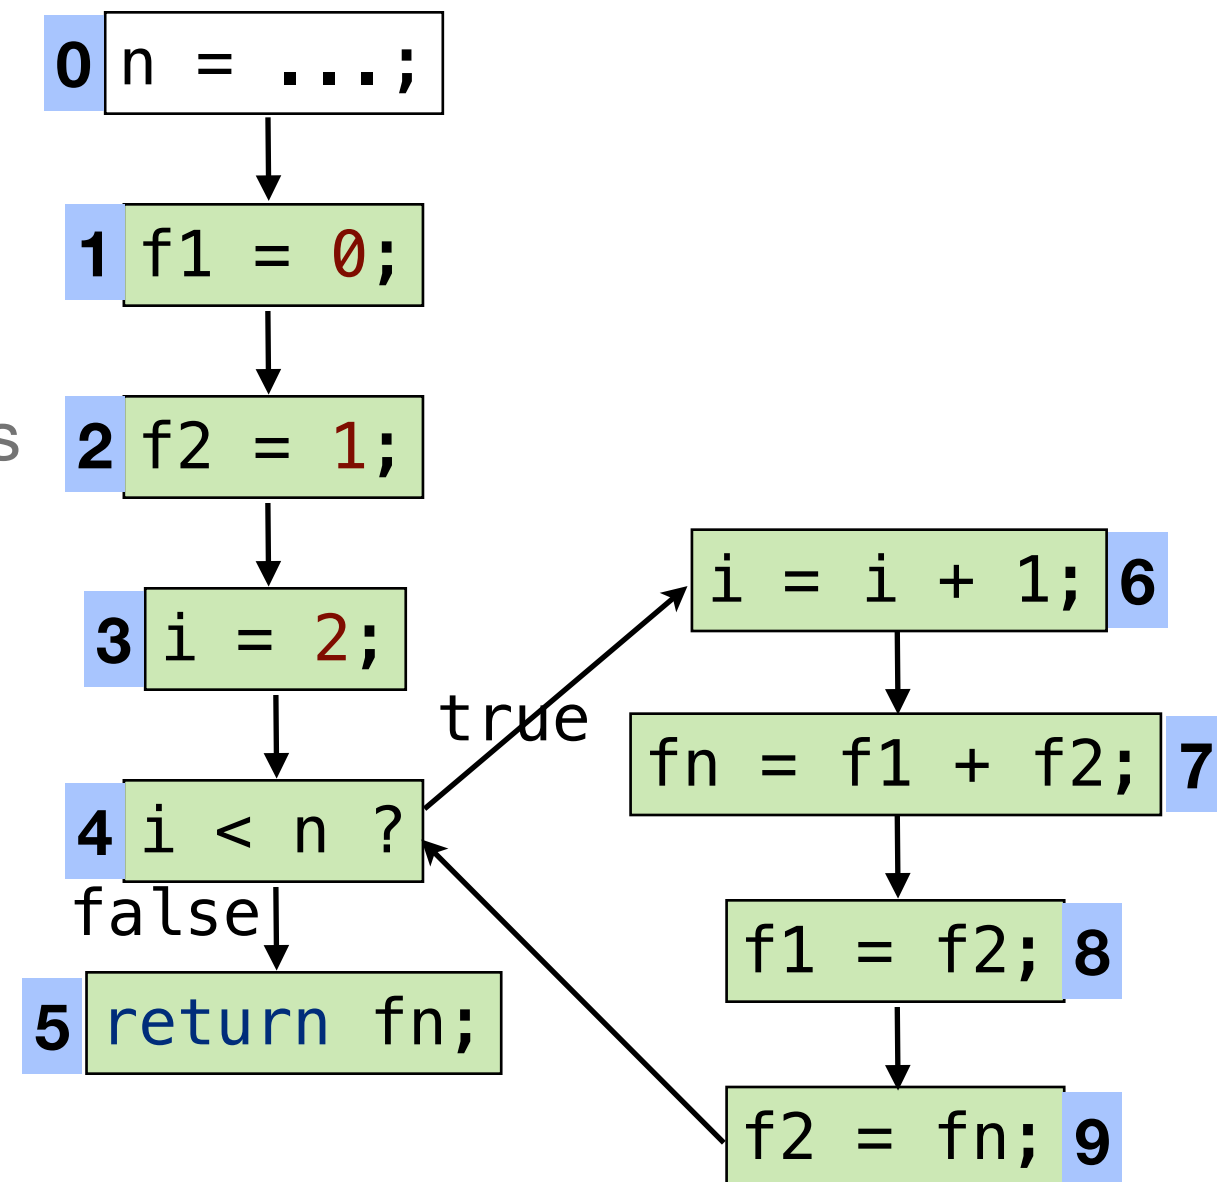 0 n = ...;
1 f1 = 0;
s 2 f2 = 1;
3 i = 2;
true
4 i < n ?
false
5 return fn;
i = i + 1; 6
fn = f1 + f2; 7
f1 = f2; 8
f2 = fn; 9